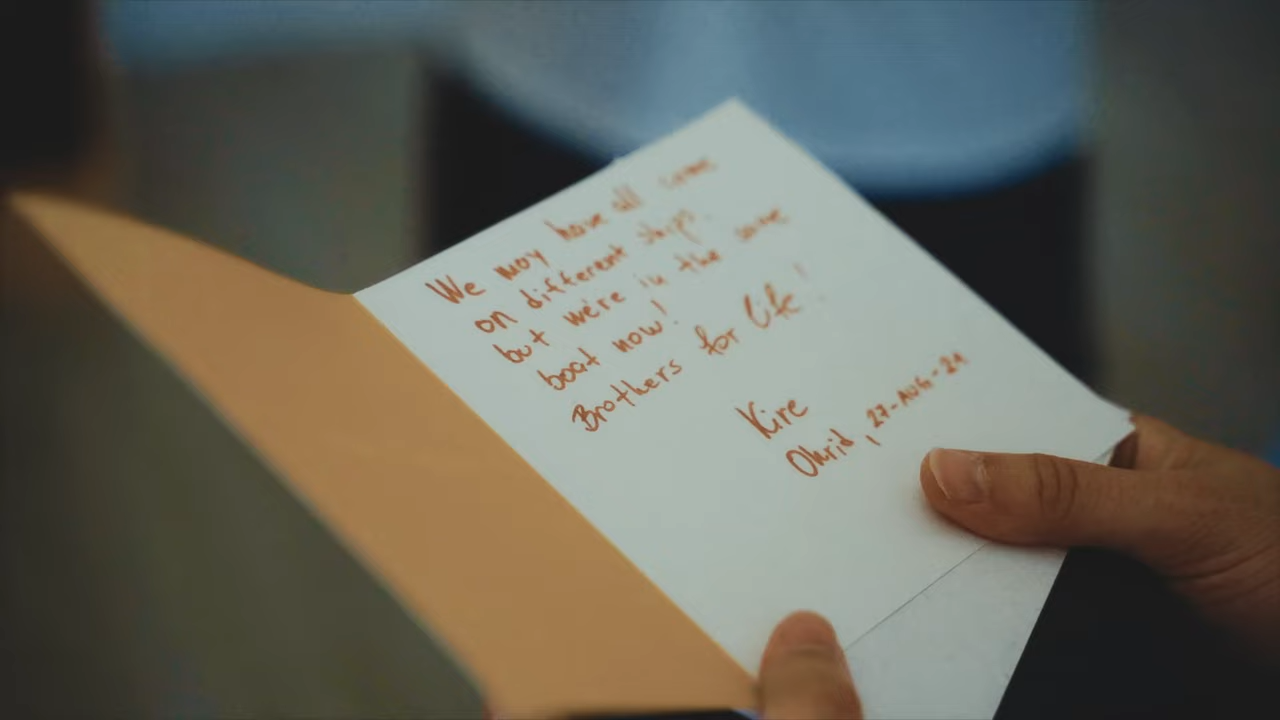 We may have all come
on different ships
but we're in the same
boat now!
Brothers for life!
Kire
Ohrid, 27-AUG-21